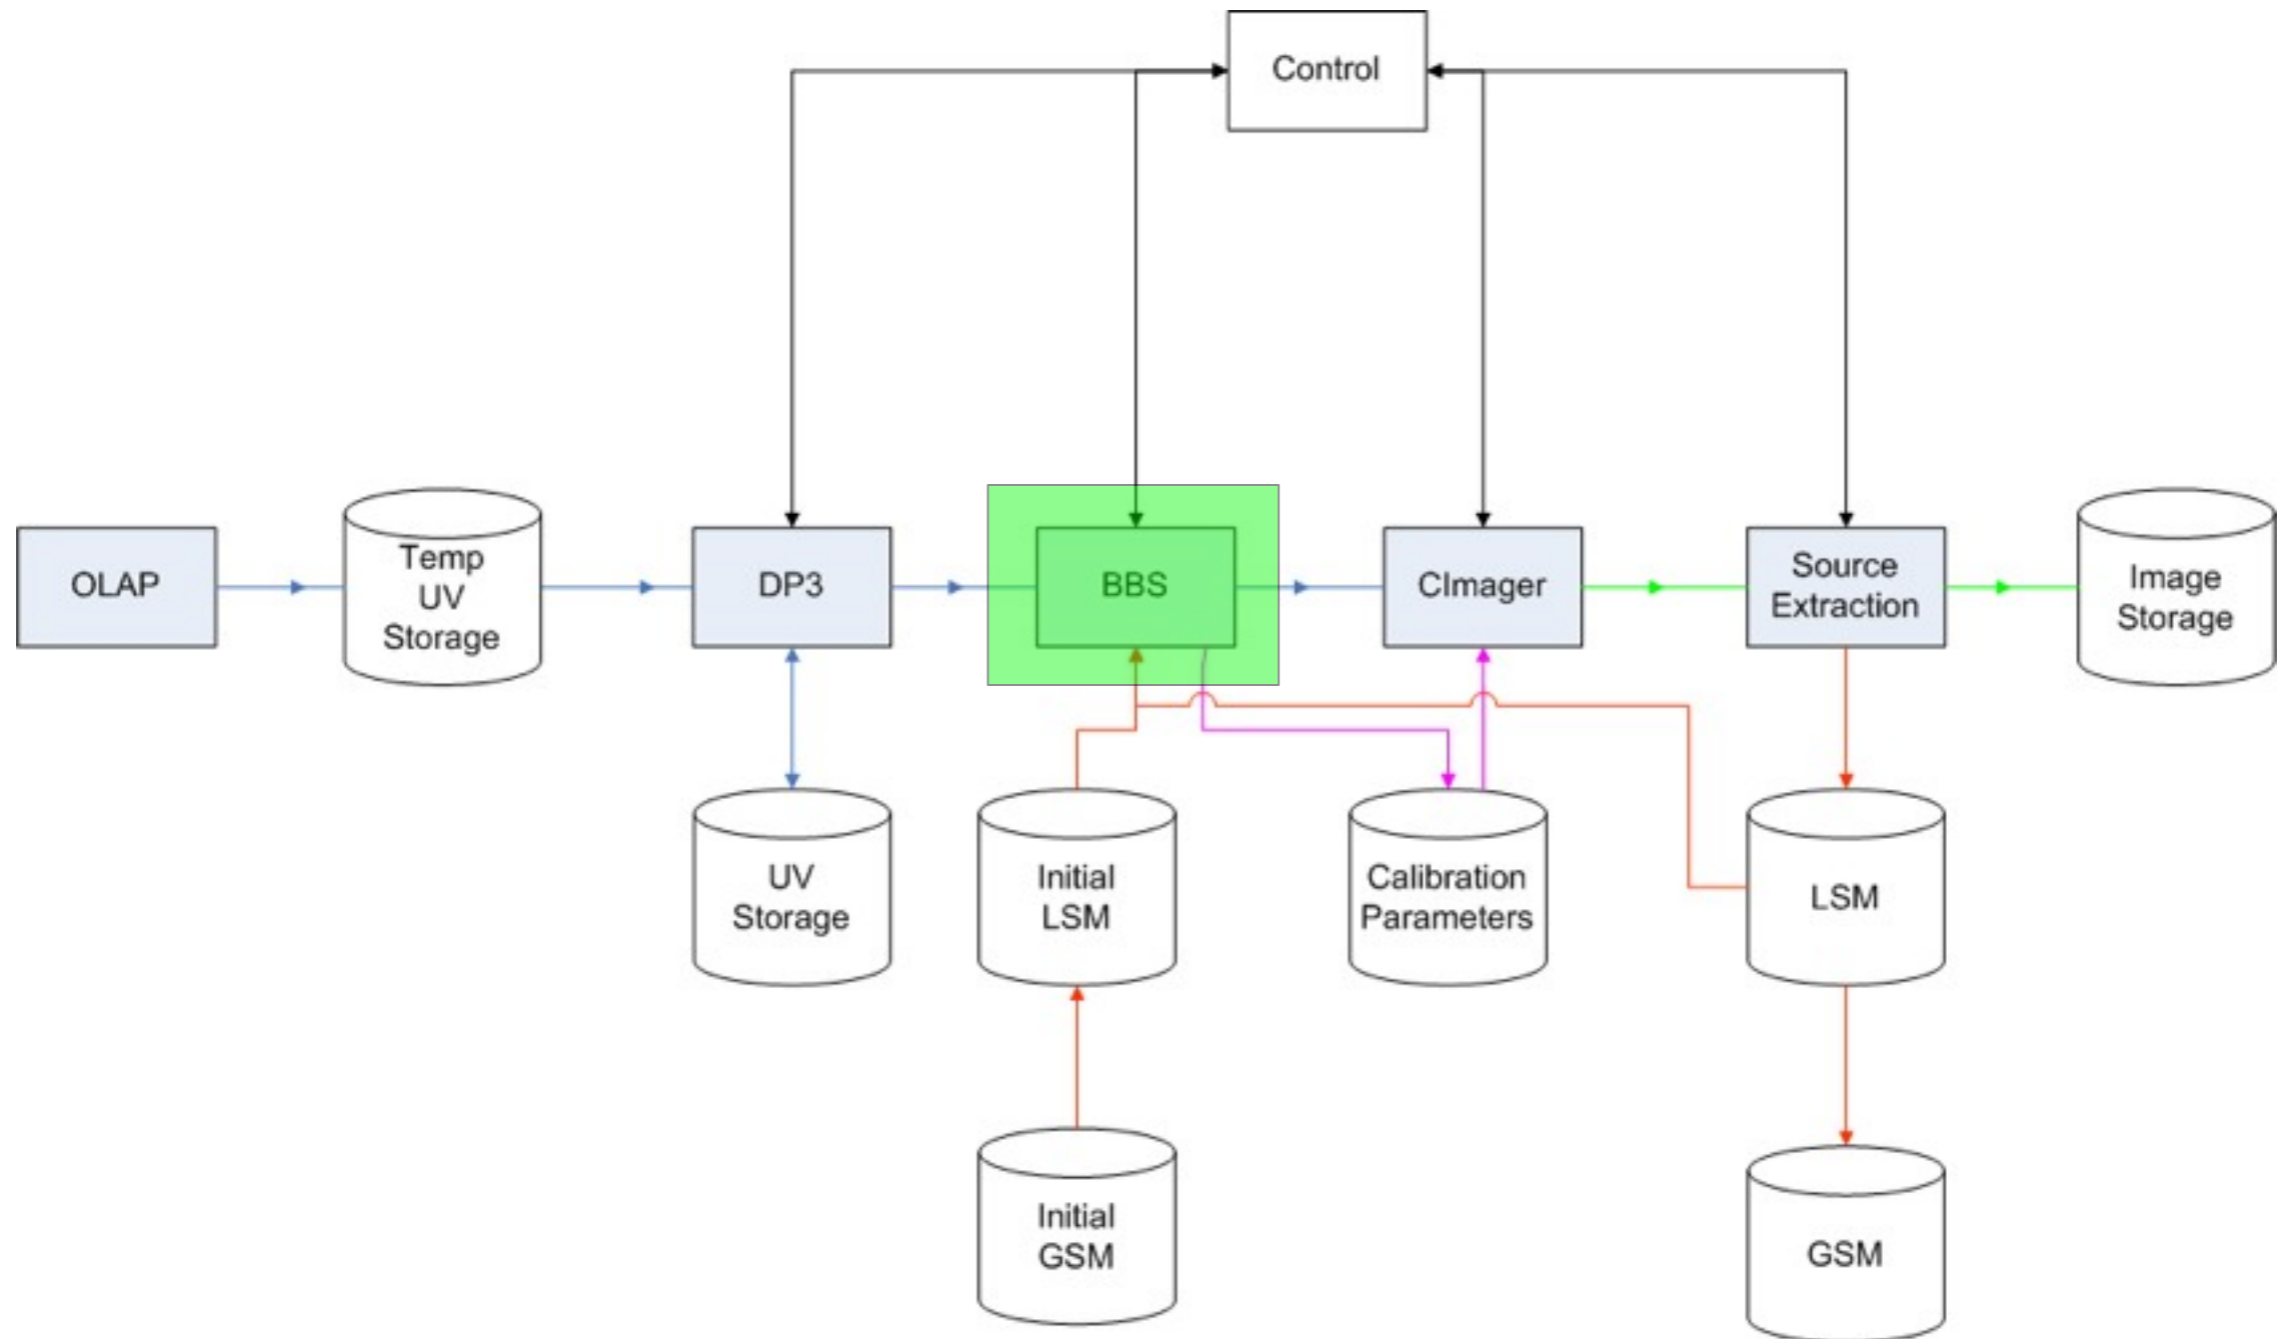 Control
OLAP
Temp
UV
Storage
DP3
BBS
CImager
Source
Extraction
Image
Storage
UV
Storage
Initial
LSM
Calibration
Parameters
LSM
Initial
GSM
GSM